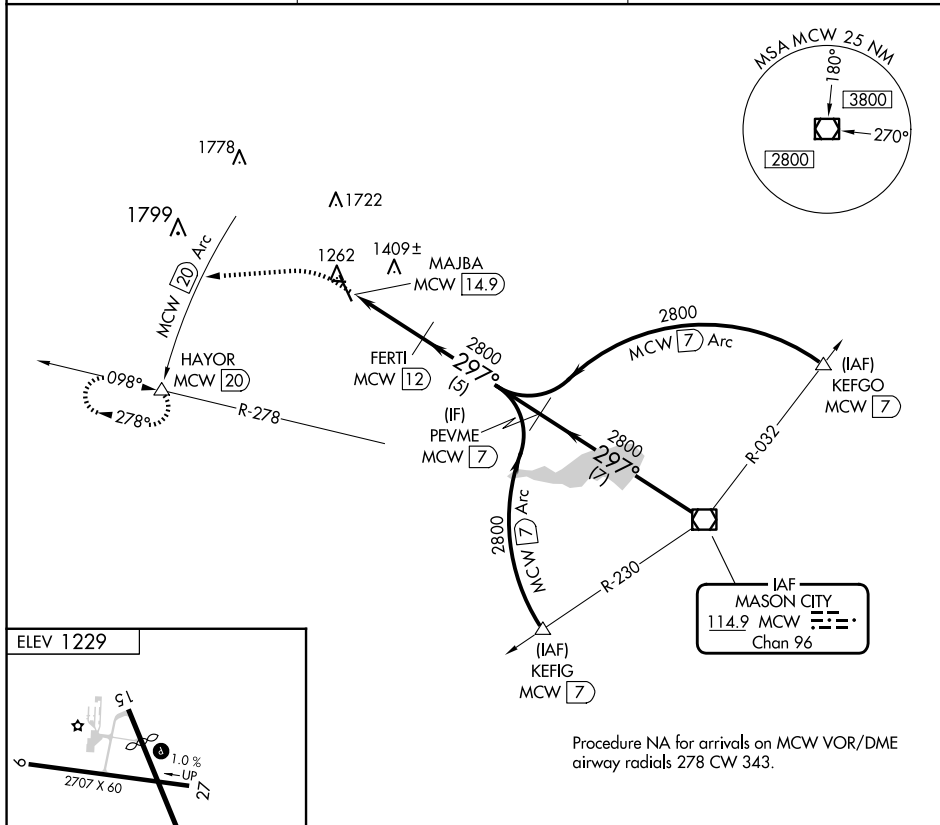 MSA MCW 25 NM
180°
3800
270°
2800
1778
1722
1799
1262
1409±
MAJBA
MCW 14.9
MCW 20 Arc
2800
MCW 7 Arc
HAYOR
MCW 20
FERTI
MCW 12
2800
297°
(5)
(IAF)
KEFGO
MCW 7
098°
278°
R-278
(IF)
PEVME
MCW 7
2800
297°
(7)
R-032
2800
MCW 7 Arc
R-230
IAF
MASON CITY
114.9 MCW
Chan 96
(IAF)
KEFIG
MCW 7
ELEV 1229
15
1.0 %
UP
9
2707 X 60
27
Procedure NA for arrivals on MCW VOR/DME
airway radials 278 CW 343.